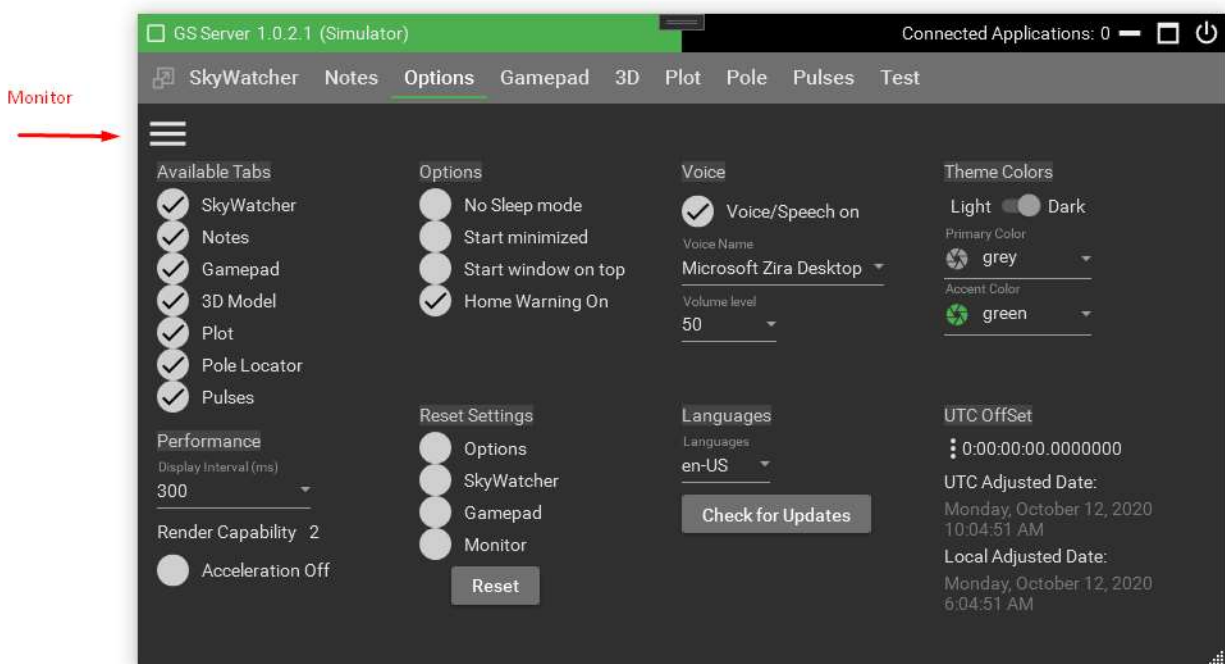 GS Server 1.0.2.1 (Simulator)
Connected Applications: 0
SkyWatcher Notes Options Gamepad 3D Plot Pole Pulses Test
Monitor
Available Tabs
SkyWatcher
Notes
Gamepad
3D Model
Plot
Pole Locator
Pulses
Performance
Display Interval (ms)
300
Render Capability 2
Acceleration Off
Options
No Sleep mode
Start minimized
Start window on top
Home Warning On
Reset Settings
Options
SkyWatcher
Gamepad
Monitor
Reset
Voice
Voice/Speech on
Voice Name
Microsoft Zira Desktop
Volume level
50
Languages
Languages
en-US
Check for Updates
Theme Colors
Light Dark
Primary Color
grey
Accent Color
green
UTC OffSet
0:00:00:00.0000000
UTC Adjusted Date:
Monday, October 12, 2020
10:04:51 AM
Local Adjusted Date:
Monday, October 12, 2020
6:04:51 AM